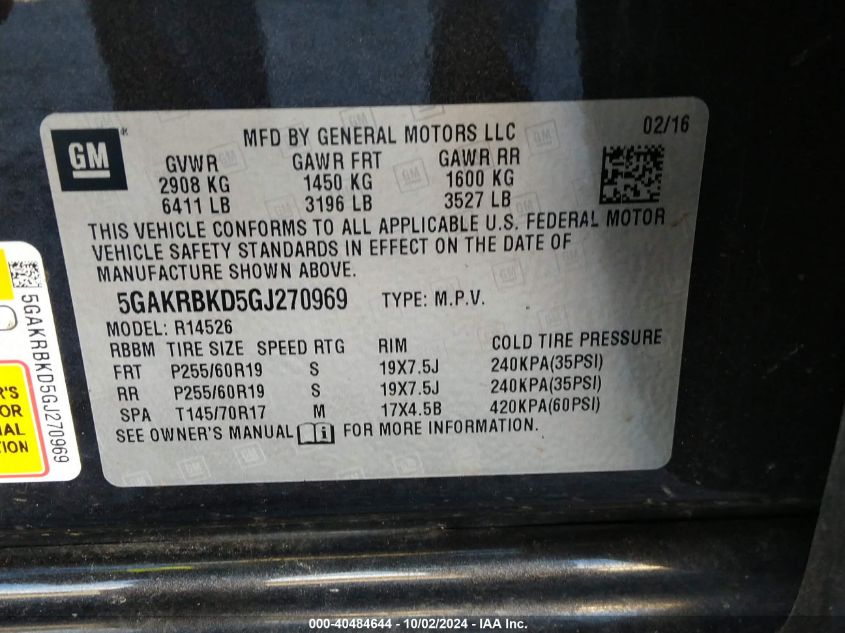 GM
MFD BY GENERAL MOTORS LLC
02/16
GVWR GAWR FRT GAWR RR
2908 KG 1450 KG 1600 KG
6411 LB 3196 LB 3527 LB
THIS VEHICLE CONFORMS TO ALL APPLICABLE U.S. FEDERAL MOTOR
VEHICLE SAFETY STANDARDS IN EFFECT ON THE DATE OF
MANUFACTURE SHOWN ABOVE.
5GAKRBKD5GJ270969 TYPE: M.P.V.
MODEL: R14526
RBBM TIRE SIZE SPEED RTG RIM COLD TIRE PRESSURE
FRT P255/60R19 S 19X7.5J 240KPA(35PSI)
RR P255/60R19 S 19X7.5J 240KPA(35PSI)
SPA T145/70R17 M 17X4.5B 420KPA(60PSI)
SEE OWNER'S MANUAL FOR MORE INFORMATION.
5GAKRBKD5GJ270969
R'S
OR
IAL
TION
000-40484644 - 10/02/2024 - IAA Inc.